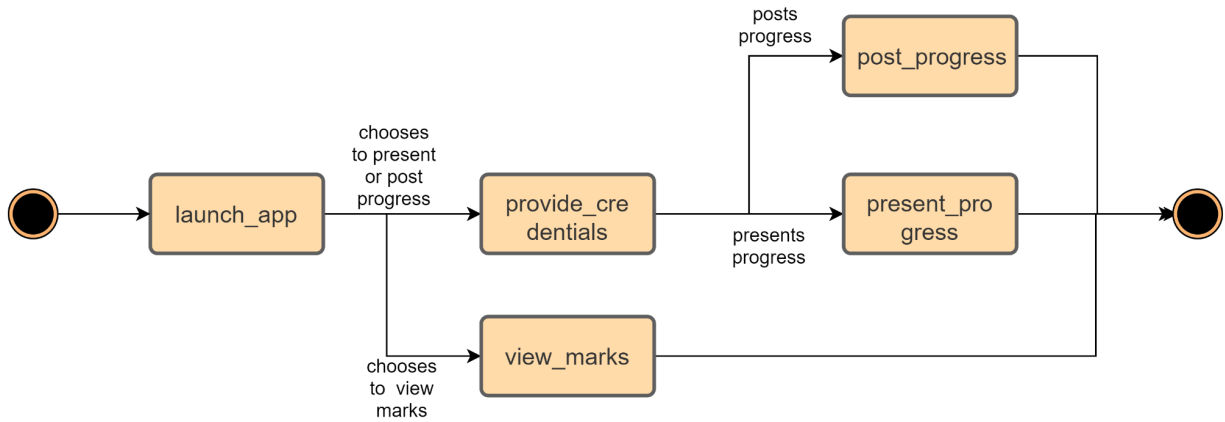 posts
progress
post_progress
chooses
to present
or post
progress
launch_app
provide_cre
dentials
present_pro
gress
presents
progress
view_marks
chooses
to  view
marks